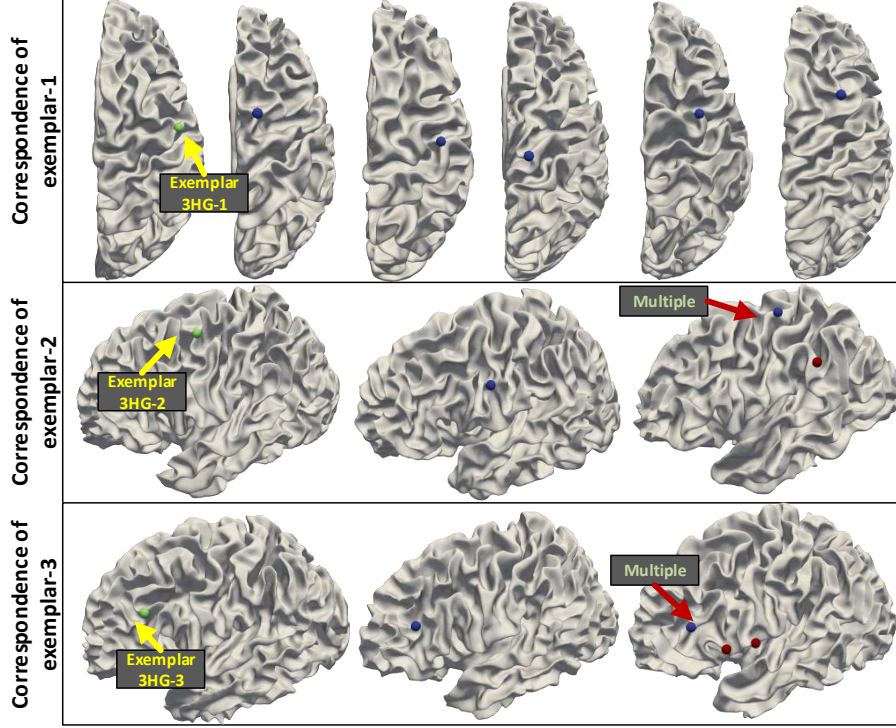 Correspondence of
exemplar-1
Exemplar
3HG-1
Correspondence of
exemplar-2
Exemplar
3HG-2
Multiple
Correspondence of
exemplar-3
Exemplar
3HG-3
Multiple